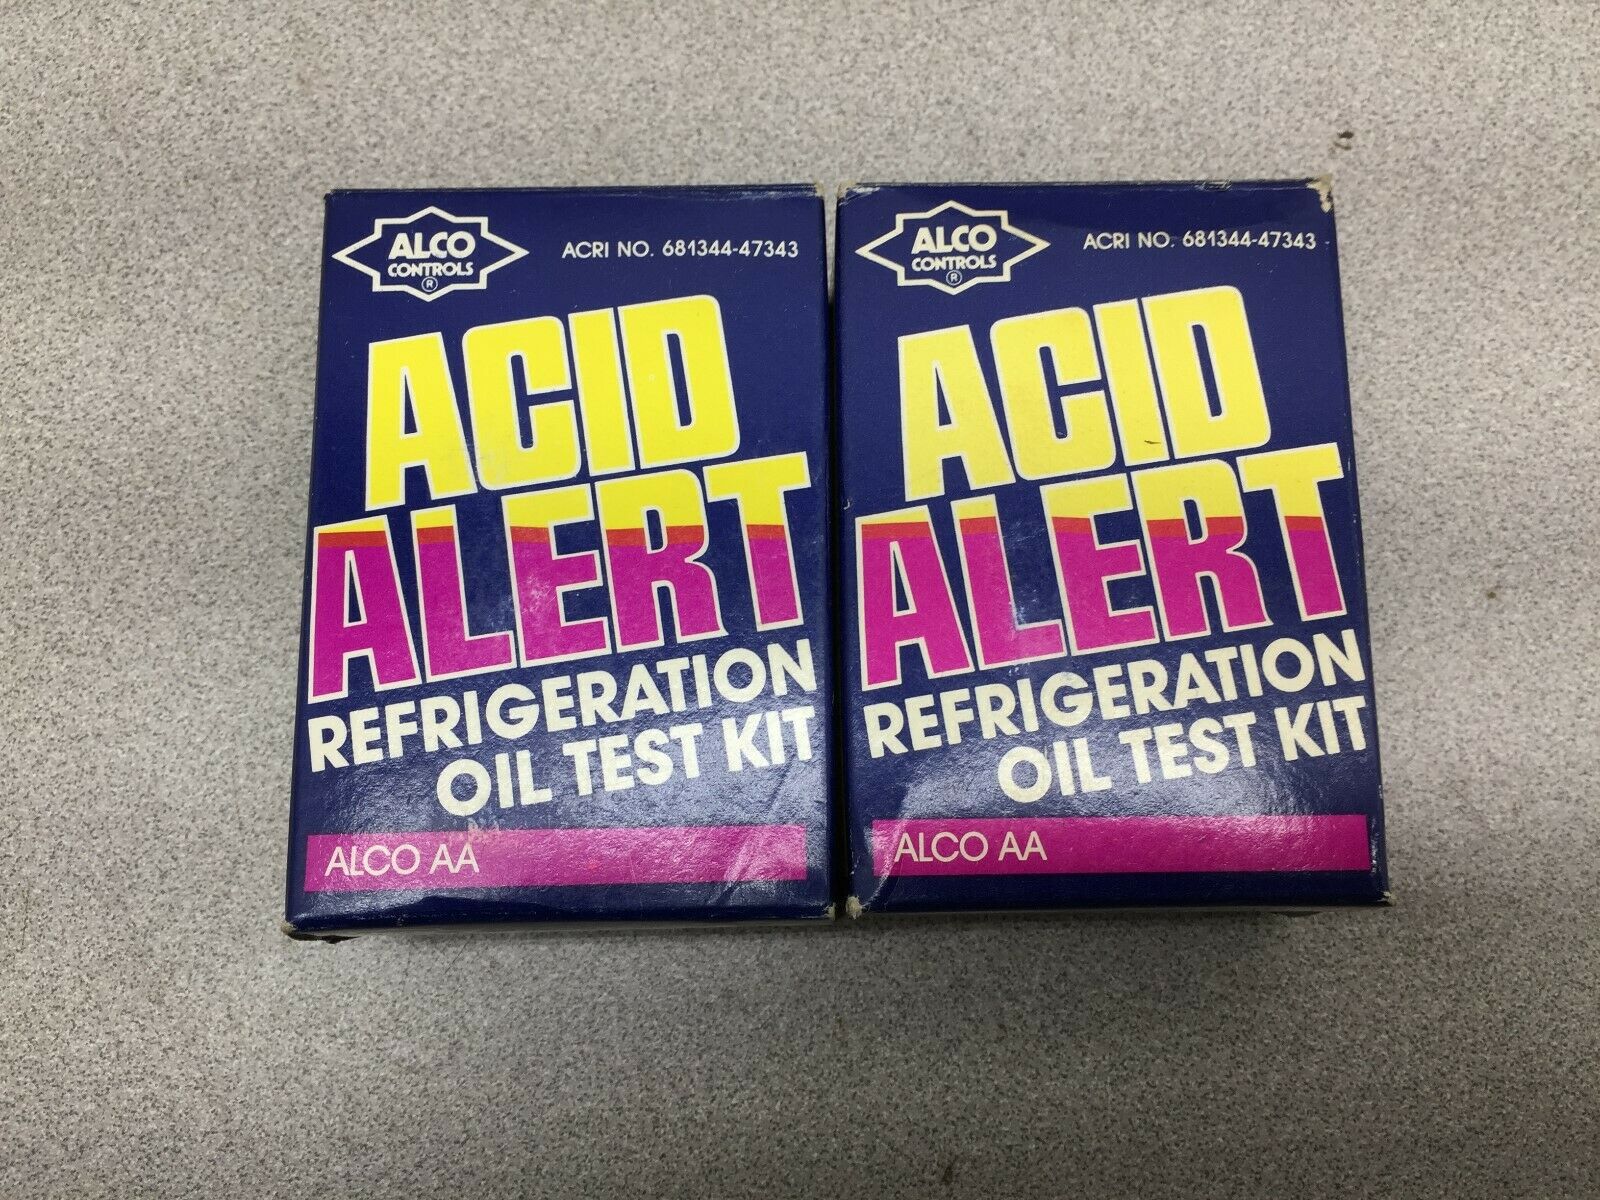 ALCO
CONTROLS
®
ACRI NO. 681344-47343
ACID
ALERT
REFRIGERATION
OIL TEST KIT
ALCO AA
ALCO
CONTROLS
®
ACRI NO. 681344-47343
ACID
ALERT
REFRIGERATION
OIL TEST KIT
ALCO AA